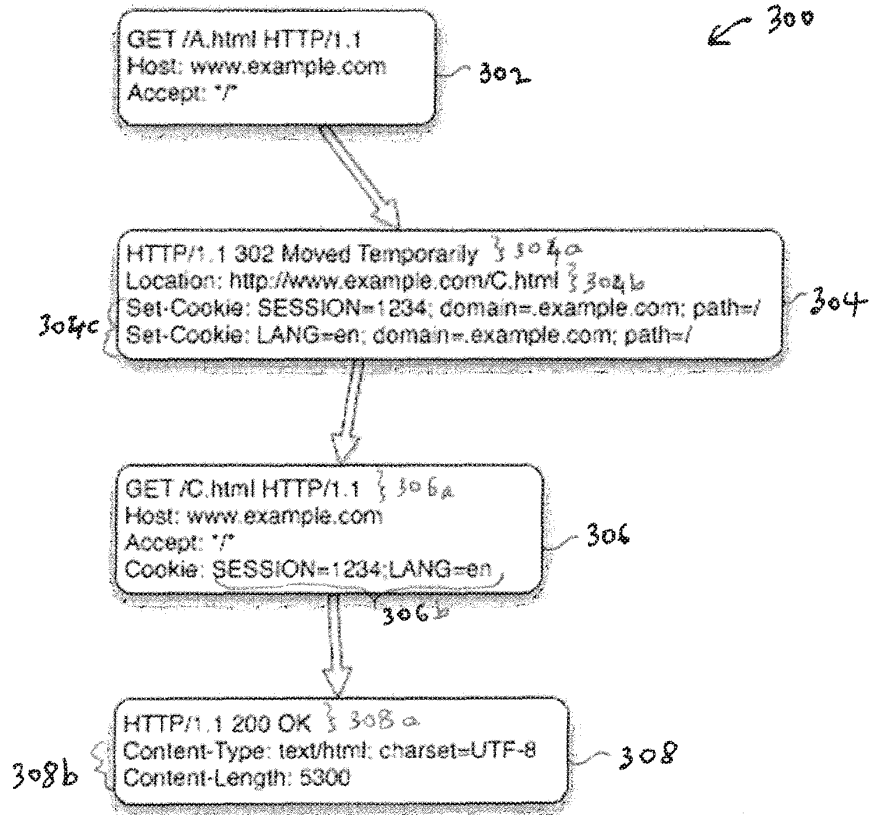 300
GET /A.html HTTP/1.1
Host: www.example.com
Accept: */*
302
HTTP/1.1 302 Moved Temporarily } 304a
Location: http://www.example.com/C.html } 304b
Set-Cookie: SESSION=1234; domain=.example.com; path=/
Set-Cookie: LANG=en; domain=.example.com; path=/
304c
304
GET /C.html HTTP/1.1 } 306a
Host: www.example.com
Accept: */*
Cookie: SESSION=1234;LANG=en
306
306b
HTTP/1.1 200 OK } 308a
Content-Type: text/html; charset=UTF-8
Content-Length: 5300
308b
308